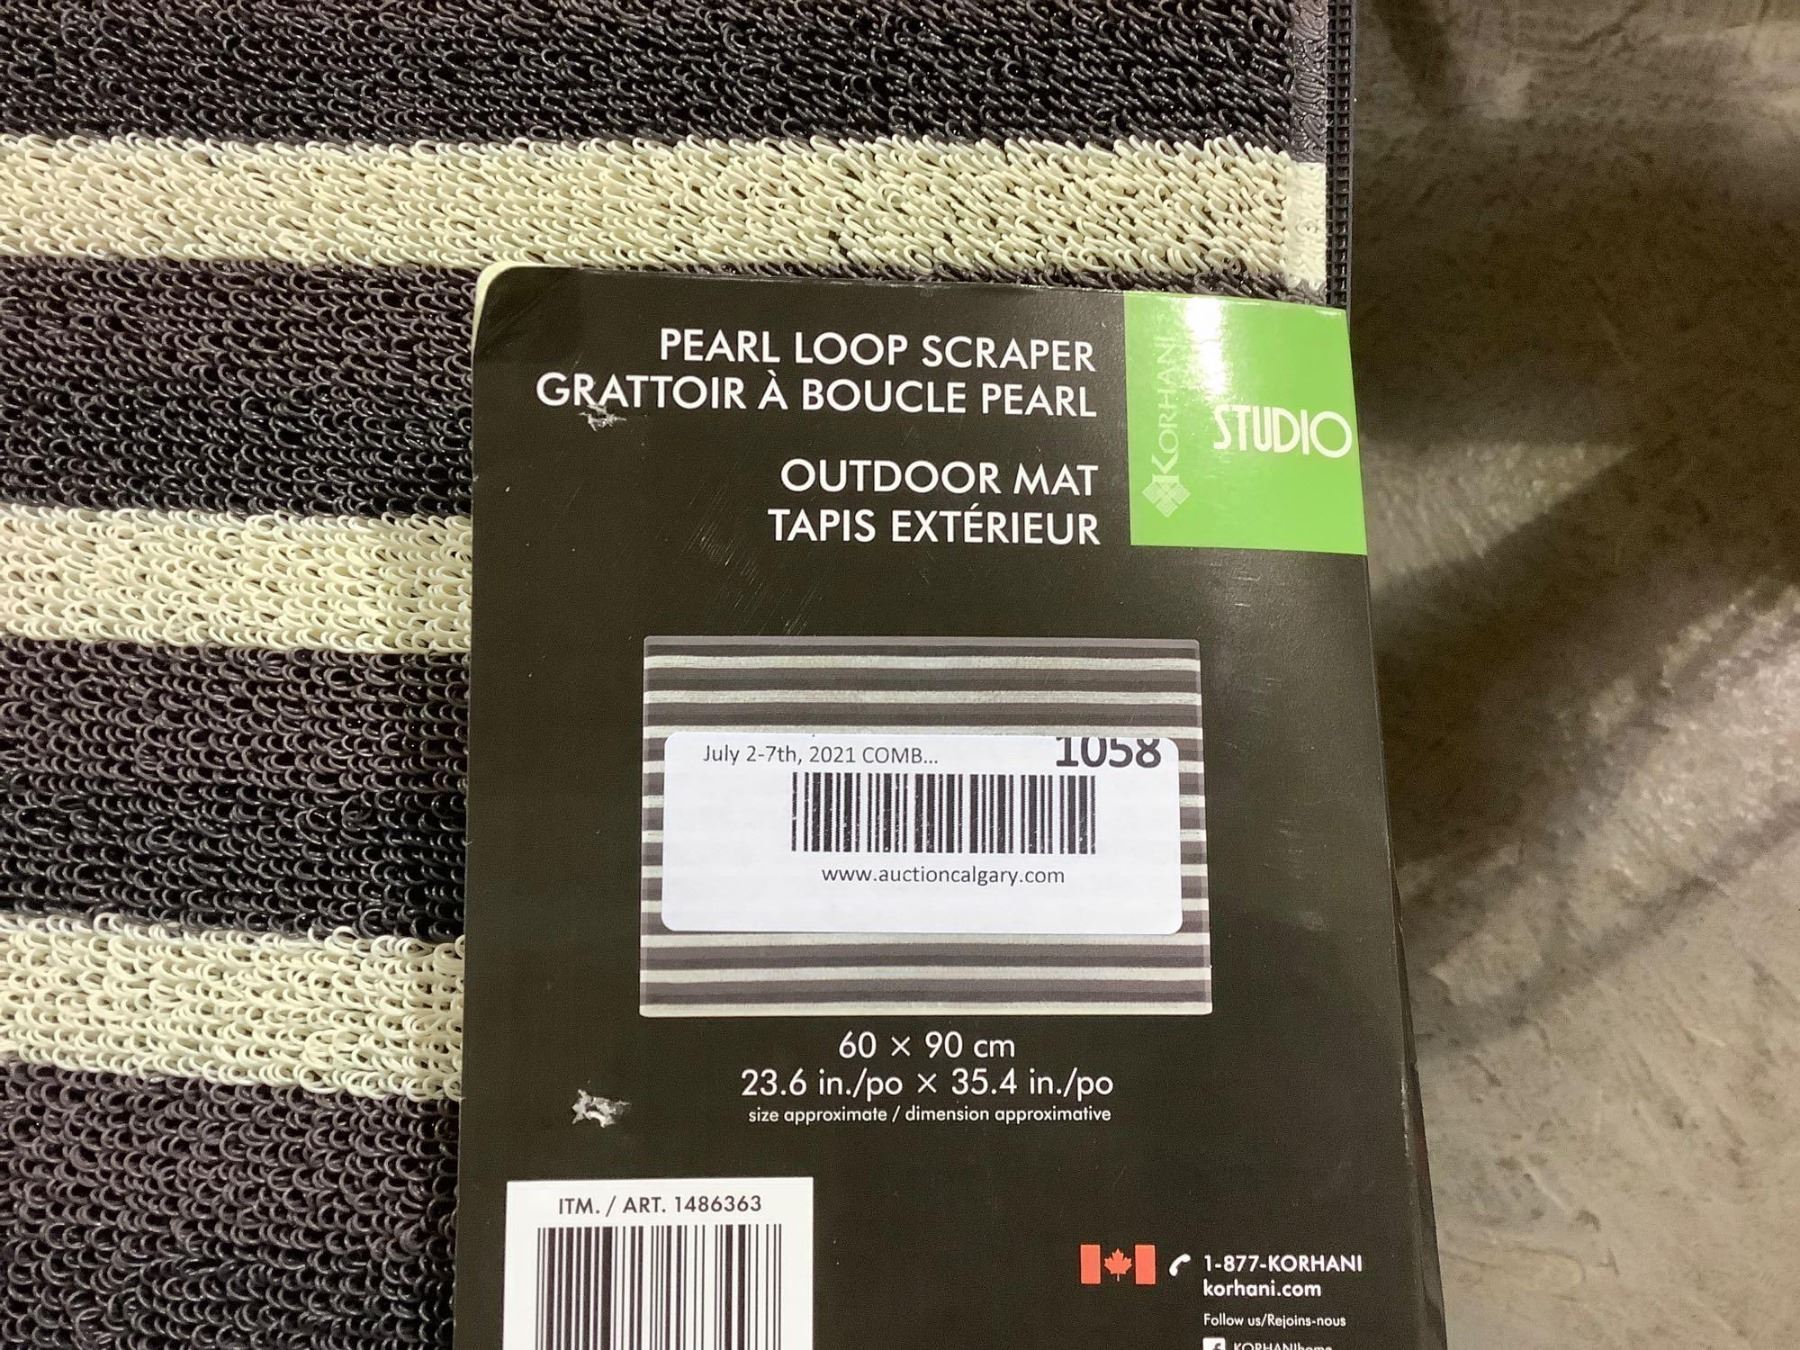 PEARL LOOP SCRAPER
GRATTOIR À BOUCLE PEARL
OUTDOOR MAT
TAPIS EXTÉRIEUR
KORHANI
STUDIO
July 2-7th, 2021 COMB...
1058
www.auctioncalgary.com
60 × 90 cm
23.6 in./po × 35.4 in./po
size approximate / dimension approximative
ITM. / ART. 1486363
1-877-KORHANI
korhani.com
Follow us/Rejoins-nous
KORHANIhome